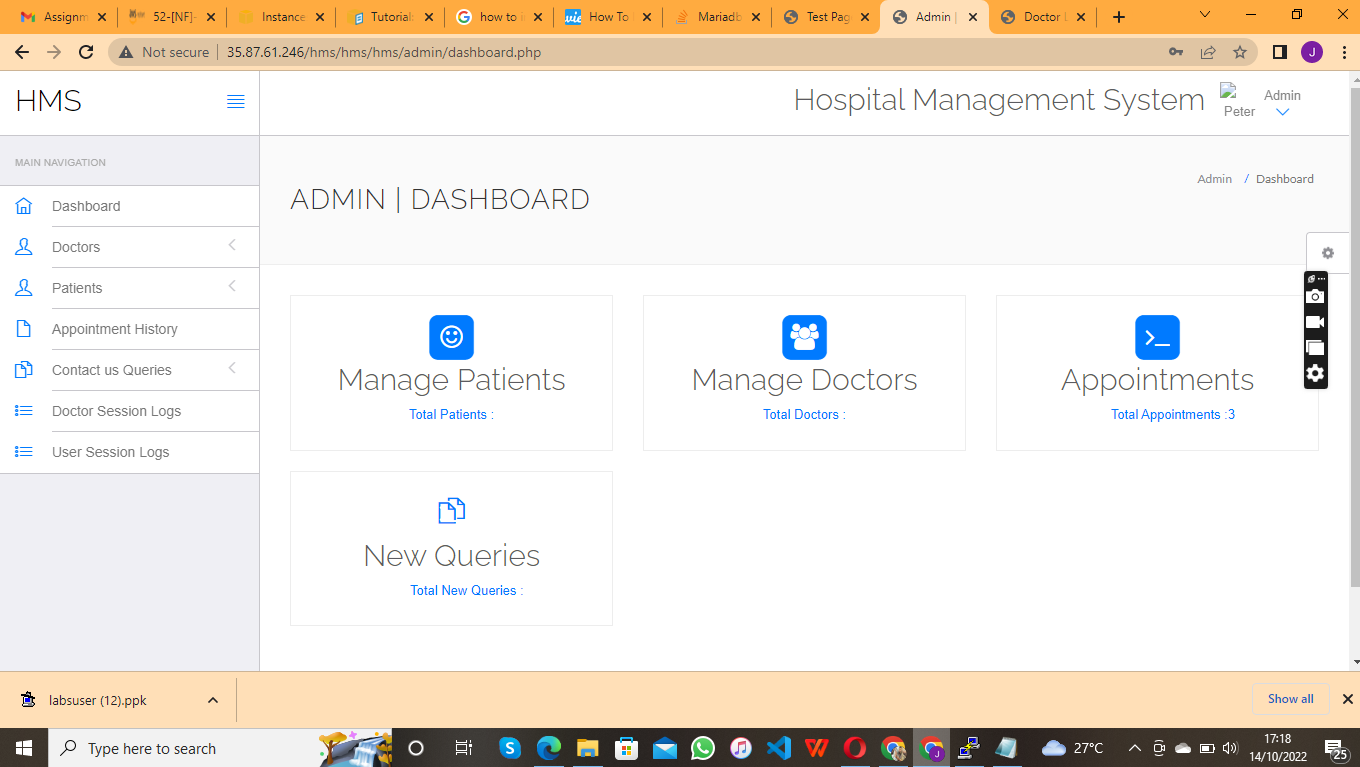 Assignm
52-[NF]-
Instance
Tutorial
how to i
How To
Mariadb
Test Pag
Admin |
Doctor
Not secure
35.87.61.246/hms/hms/hms/admin/dashboard.php
J
HMS
Hospital Management System
Peter
Admin
MAIN NAVIGATION
Dashboard
Doctors
Patients
Appointment History
Contact us Queries
Doctor Session Logs
User Session Logs
ADMIN | DASHBOARD
Admin / Dashboard
Manage Patients
Total Patients :
Manage Doctors
Total Doctors :
Appointments
Total Appointments :3
New Queries
Total New Queries :
labsuser (12).ppk
Show all
Type here to search
27°C
17:18
14/10/2022
25